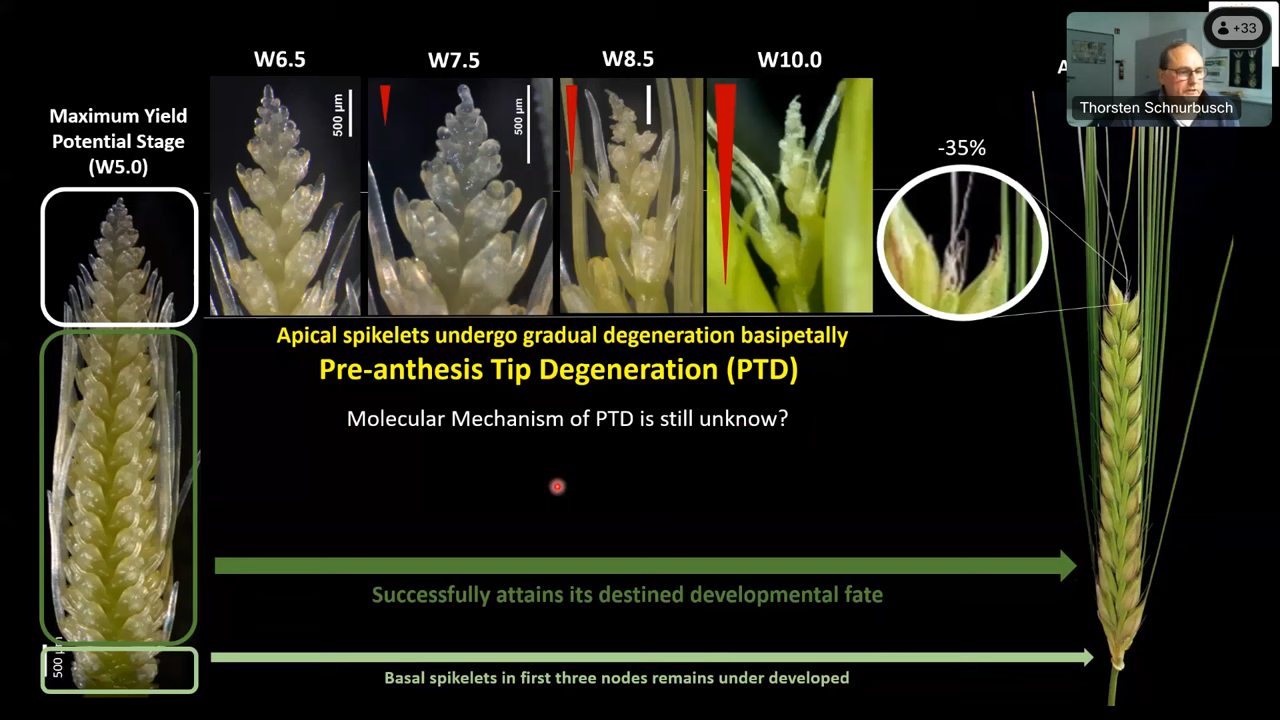 W6.5
W7.5
W8.5
W10.0
+33
A
Thorsten Schnurbusch
Maximum Yield
Potential Stage
(W5.0)
500 µm
500 µm
-35%
Apical spikelets undergo gradual degeneration basipetally
Pre-anthesis Tip Degeneration (PTD)
Molecular Mechanism of PTD is still unknow?
Successfully attains its destined developmental fate
500 µm
Basal spikelets in first three nodes remains under developed